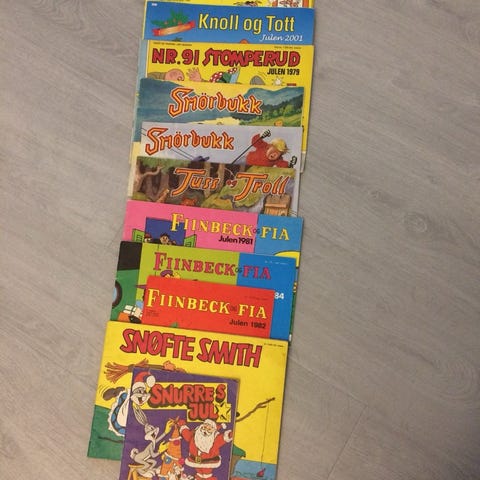 Knoll og Tott
Julen 2001
NR. 91 STOMPERUD
JULEN 1979
Smörbukk
Smörbukk
Tuss og Troll
FIINBECK OG FIA
Julen 1981
FIINBECK OG FIA
84
FIINBECK OG FIA
Julen 1982
SNØFTE SMITH
SNURRES
JUL